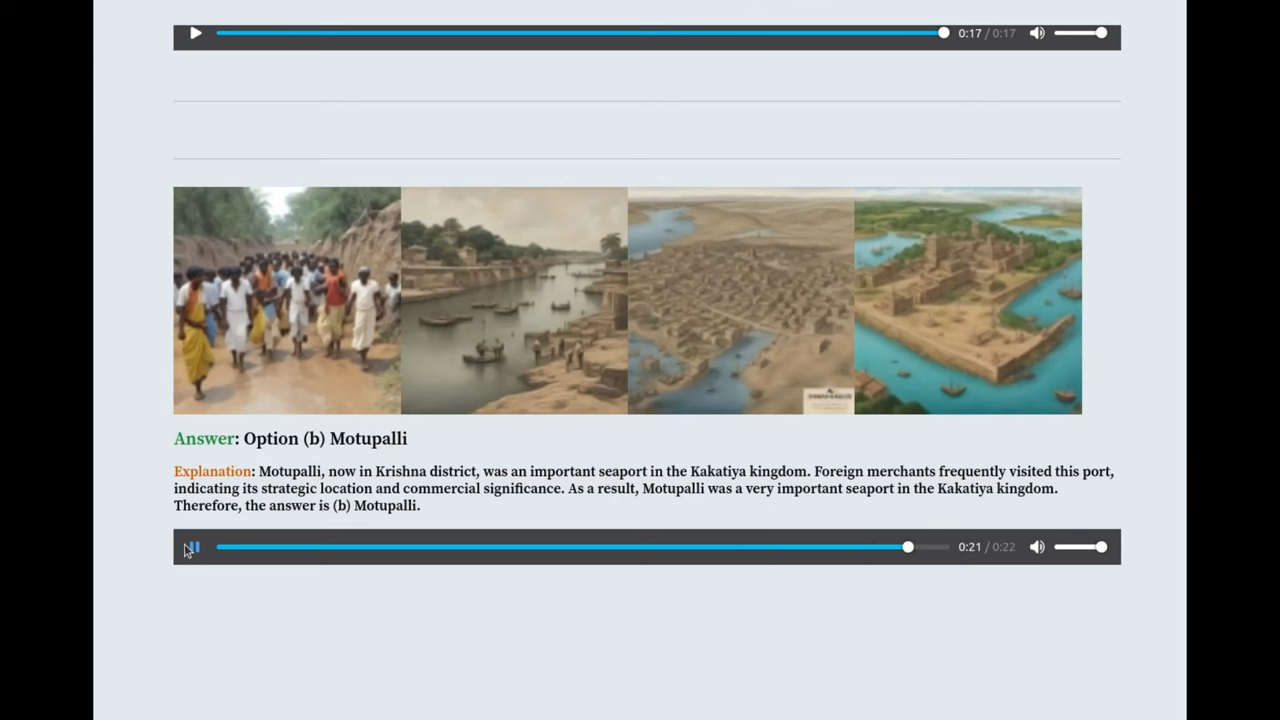 0:17 / 0:17
Answer: Option (b) Motupalli
Explanation: Motupalli, now in Krishna district, was an important seaport in the Kakatiya kingdom. Foreign merchants frequently visited this port,
indicating its strategic location and commercial significance. As a result, Motupalli was a very important seaport in the Kakatiya kingdom.
Therefore, the answer is (b) Motupalli.
0:21 / 0:22